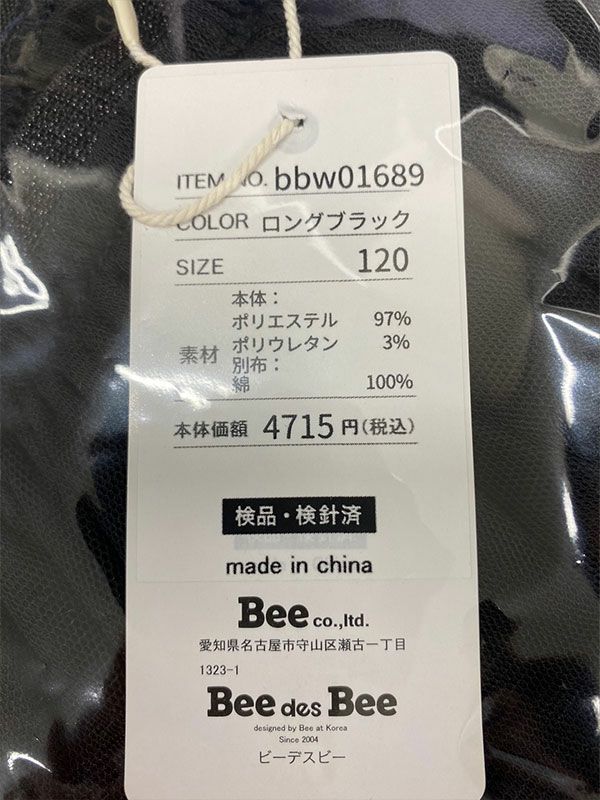 ITEM NO. bbw01689
COLOR ロングブラック
SIZE 120
本体：
ポリエステル 97%
素材 ポリウレタン 3%
別布：
綿 100%
本体価額 4715 円(税込)
検品・検針済
made in china
Bee co.,ltd.
愛知県名古屋市守山区瀬古一丁目
1323-1
Bee des Bee
designed by Bee at Korea
Since 2004
ビーデスビー